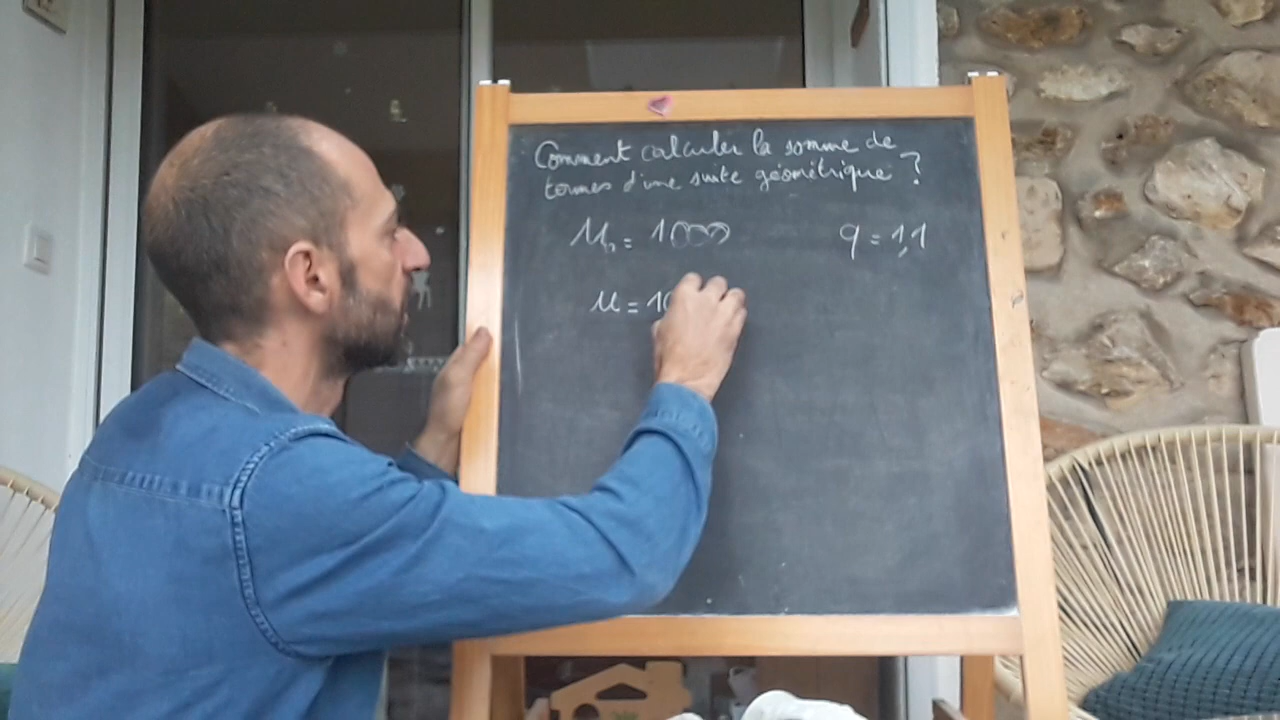 Comment calculer la somme de
termes d'une suite géométrique ?
U₁ = 1000 q = 1,1
u = 10